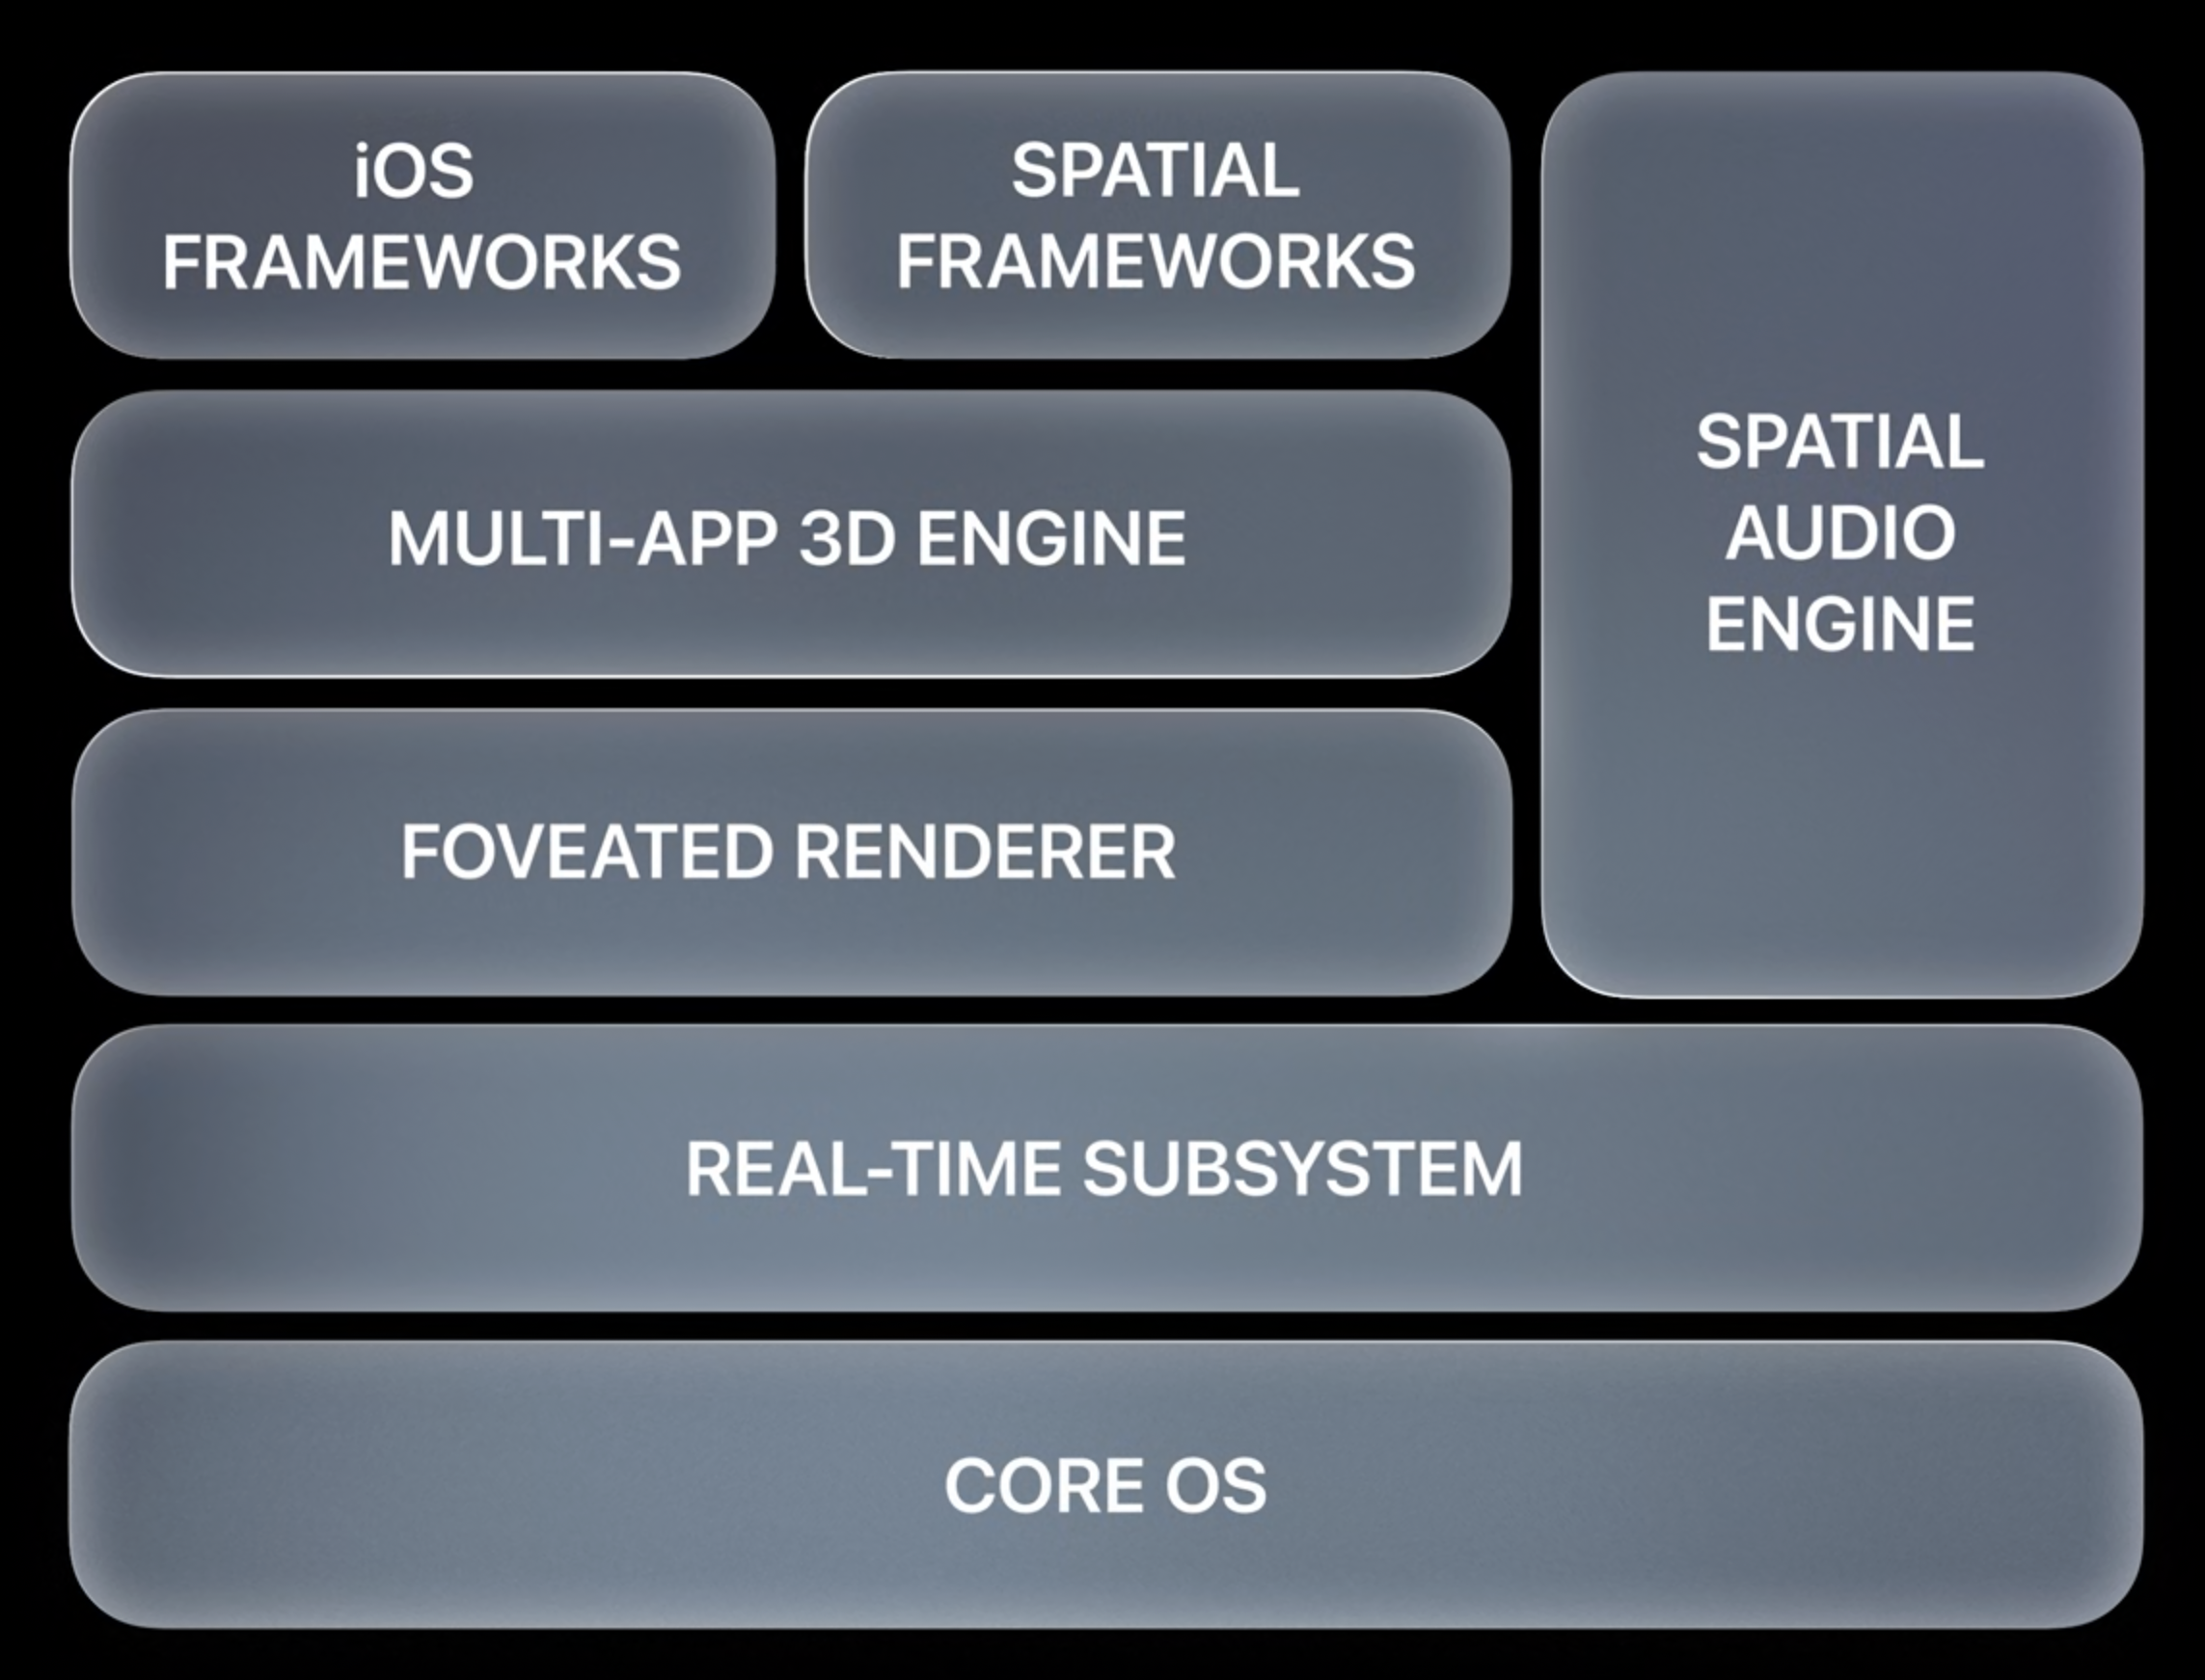 iOS
FRAMEWORKS
SPATIAL
FRAMEWORKS
SPATIAL
AUDIO
ENGINE
MULTI-APP 3D ENGINE
FOVEATED RENDERER
REAL-TIME SUBSYSTEM
CORE OS